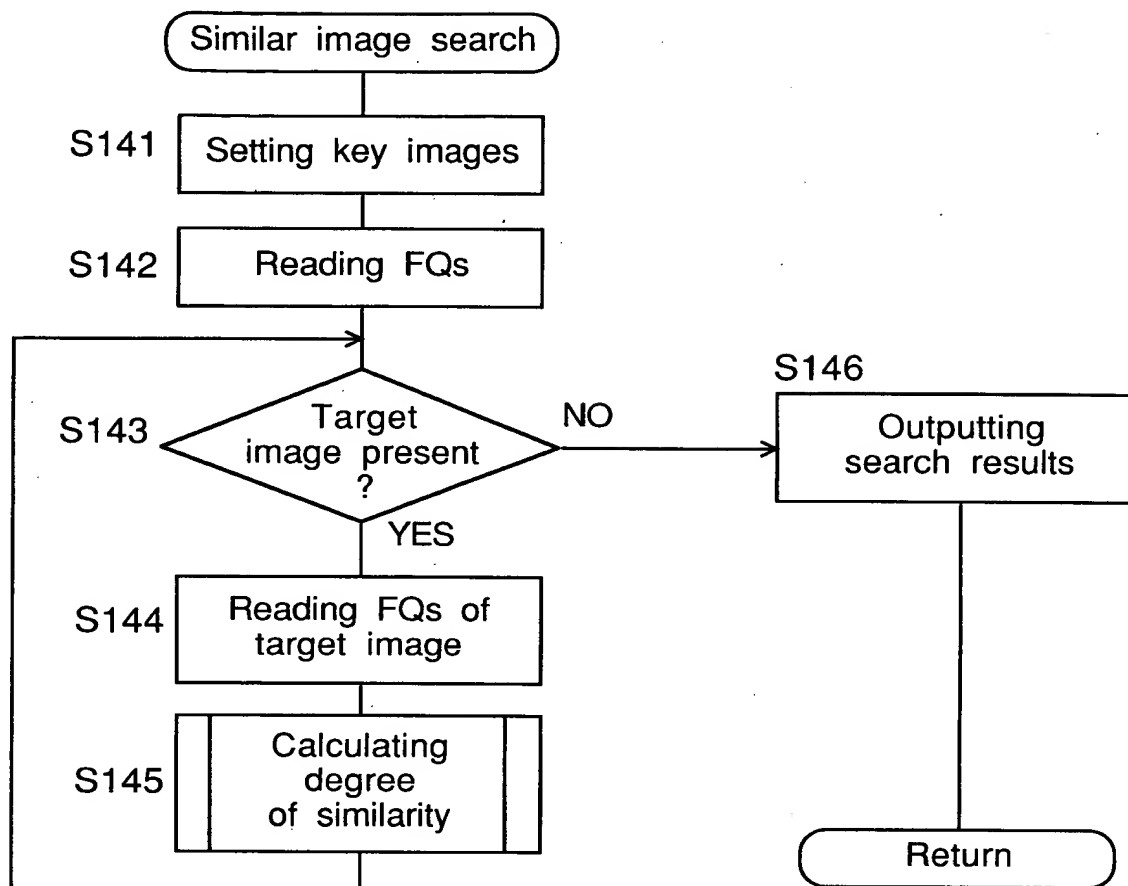 Similar image search
S141
Setting key images
S142
Reading FQs
S143
Target
image present
?
NO
YES
S146
Outputting
search results
S144
Reading FQs of
target image
S145
Calculating
degree
of similarity
Return